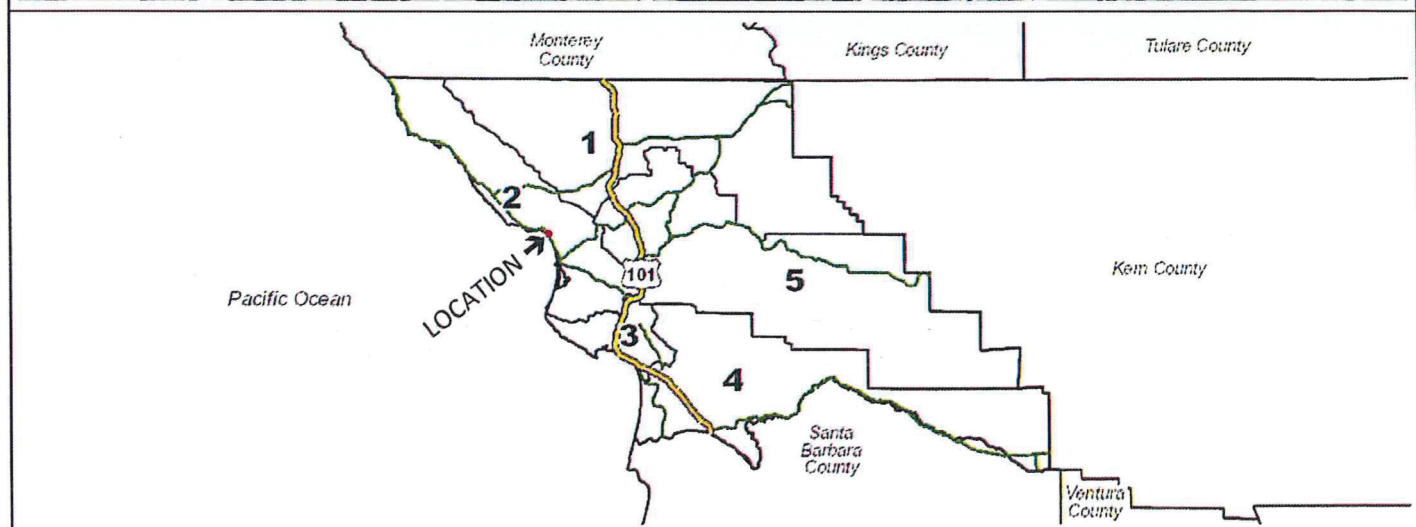 Monterey
County
Kings County
Tulare County
1
2
101
5
Kern County
Pacific Ocean
LOCATION
3
4
Santa
Barbara
County
Ventura
County